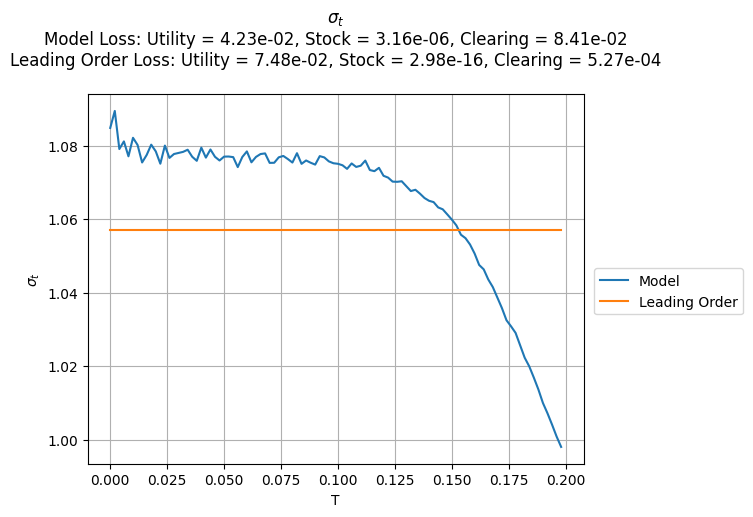 σₜ
Model Loss: Utility = 4.23e-02, Stock = 3.16e-06, Clearing = 8.41e-02
Leading Order Loss: Utility = 7.48e-02, Stock = 2.98e-16, Clearing = 5.27e-04
1.08
1.06
1.04
1.02
1.00
σₜ
0.000 0.025 0.050 0.075 0.100 0.125 0.150 0.175 0.200
T
Model
Leading Order